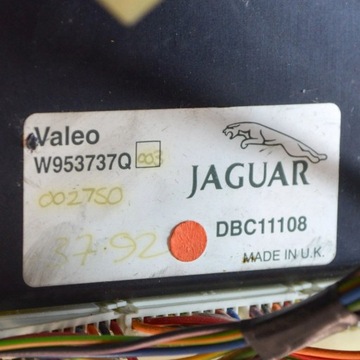 Valeo
W953737Q 003
002750
37-92
JAGUAR
DBC11108
MADE IN U.K.